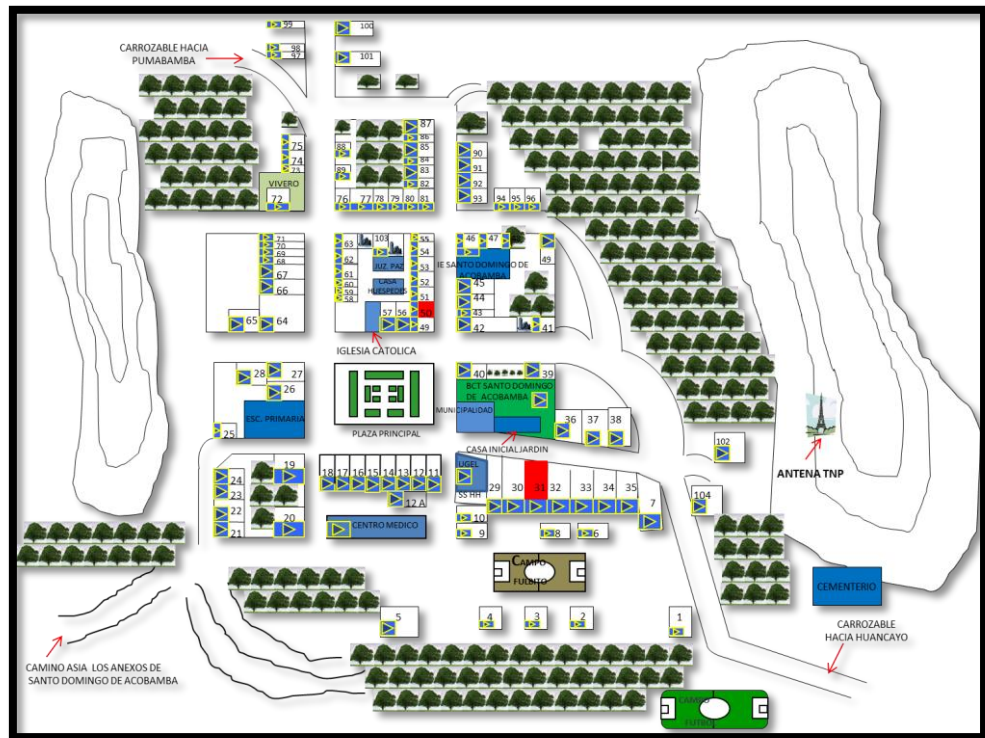 99
100
98
97
101
CARROZABLE HACIA
PUMABAMBA
87
86
88
85
84
89
83
82
75
74
73
90
91
92
93
VIVERO
72
76 77 78 79 80 81
94 95 96
71
70
69
68
67
66
65 64
63
62
61
60
59
58
103
JUZ. PAZ
CASA
HUESPEDES
57 56
55
54
53
52
51
50
49
46 47
49
IE SANTO DOMINGO DE
ACOBAMBA
45
44
43
42
41
IGLESIA CATOLICA
28 27
26
ESC. PRIMARIA
25
PLAZA PRINCIPAL
40 39
BCT SANTO DOMINGO
DE ACOBAMBA
MUNICIPALIDAD
36 37 38
CASA INICIAL JARDIN
102
ANTENA TNP
24
23
22
21
19
20
18 17 16 15 14 13 12 11
12 A
CENTRO MEDICO
UGEL
SS HH
29 30 31 32 33 34 35
7
104
10
9
8 6
CAMPO
FULBITO
CEMENTERIO
5 4 3 2 1
CARROZABLE
HACIA HUANCAYO
CAMINO ASIA LOS ANEXOS DE
SANTO DOMINGO DE ACOBAMBA
CAMPO
FUTBOL